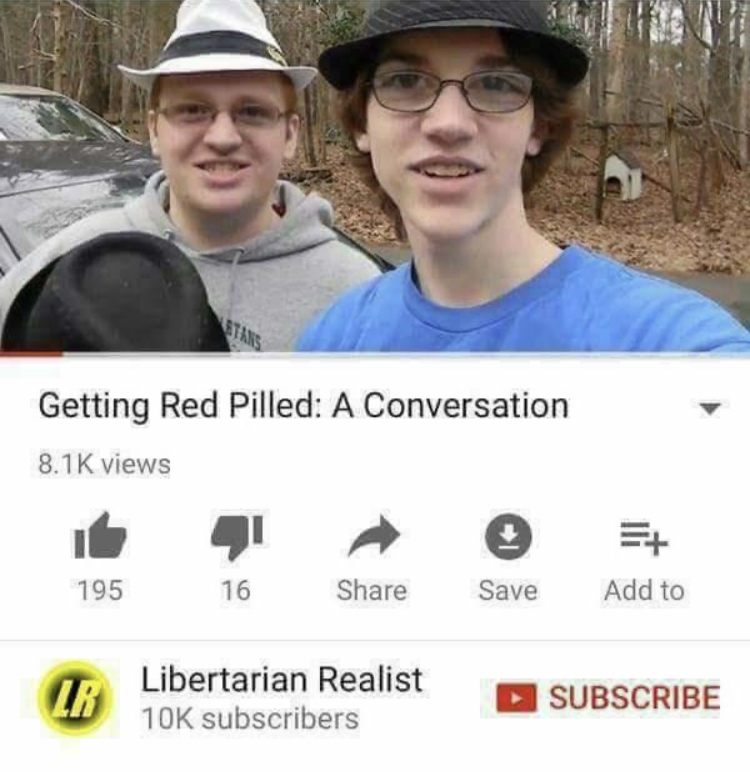 ETANS
Getting Red Pilled: A Conversation
8.1K views
195
16
Share
Save
Add to
LR
Libertarian Realist
10K subscribers
SUBSCRIBE